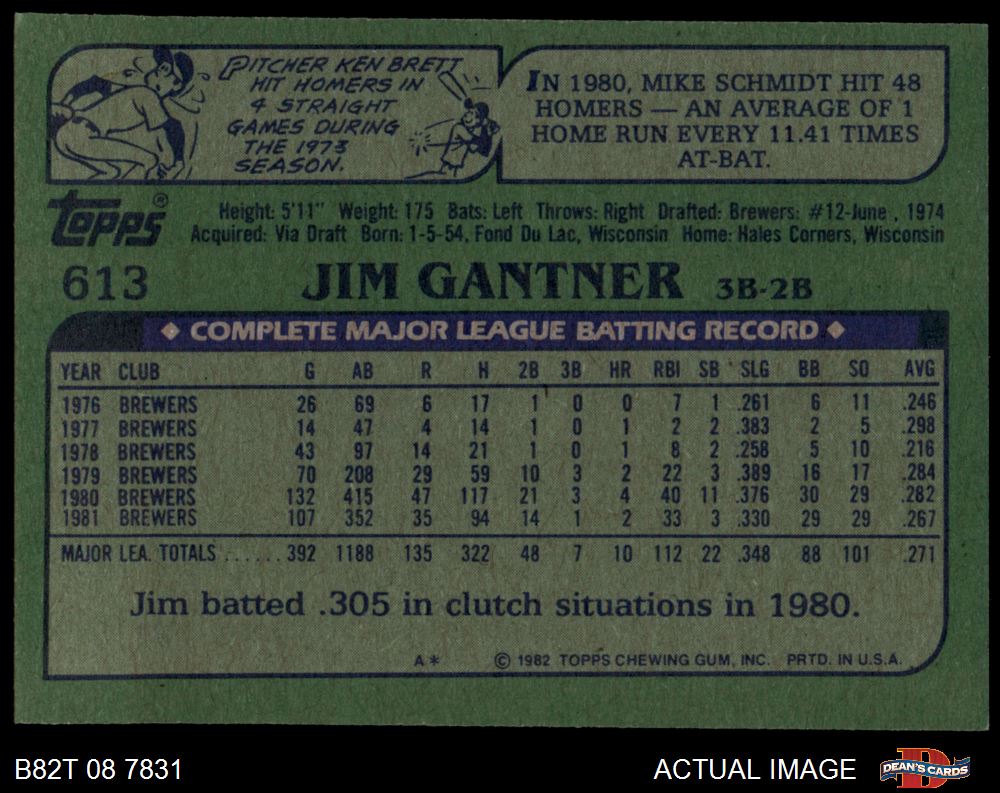 PITCHER KEN BRETT
HIT HOMERS IN
4 STRAIGHT
GAMES DURING
THE 1973
SEASON.
IN 1980, MIKE SCHMIDT HIT 48
HOMERS — AN AVERAGE OF 1
HOME RUN EVERY 11.41 TIMES
AT-BAT.
Topps®
Height: 5'11" Weight: 175 Bats: Left Throws: Right Drafted: Brewers: #12-June, 1974
Acquired: Via Draft Born: 1-5-54, Fond Du Lac, Wisconsin Home: Hales Corners, Wisconsin
613 JIM GANTNER 3B-2B
◆ COMPLETE MAJOR LEAGUE BATTING RECORD ◆
YEAR CLUB G AB R H 2B 3B HR RBI SB SLG BB SO AVG
1976 BREWERS 26 69 6 17 1 0 0 7 1 .261 6 11 .246
1977 BREWERS 14 47 4 14 1 0 1 2 2 .383 2 5 .298
1978 BREWERS 43 97 14 21 1 0 1 8 2 .258 5 10 .216
1979 BREWERS 70 208 29 59 10 3 2 22 3 .389 16 17 .284
1980 BREWERS 132 415 47 117 21 3 4 40 11 .376 30 29 .282
1981 BREWERS 107 352 35 94 14 1 2 33 3 .330 29 29 .267
MAJOR LEA. TOTALS ...... 392 1188 135 322 48 7 10 112 22 .348 88 101 .271
Jim batted .305 in clutch situations in 1980.
A* © 1982 TOPPS CHEWING GUM, INC. PRTD. IN U.S.A.
B82T 08 7831 ACTUAL IMAGE DEAN'S CARDS